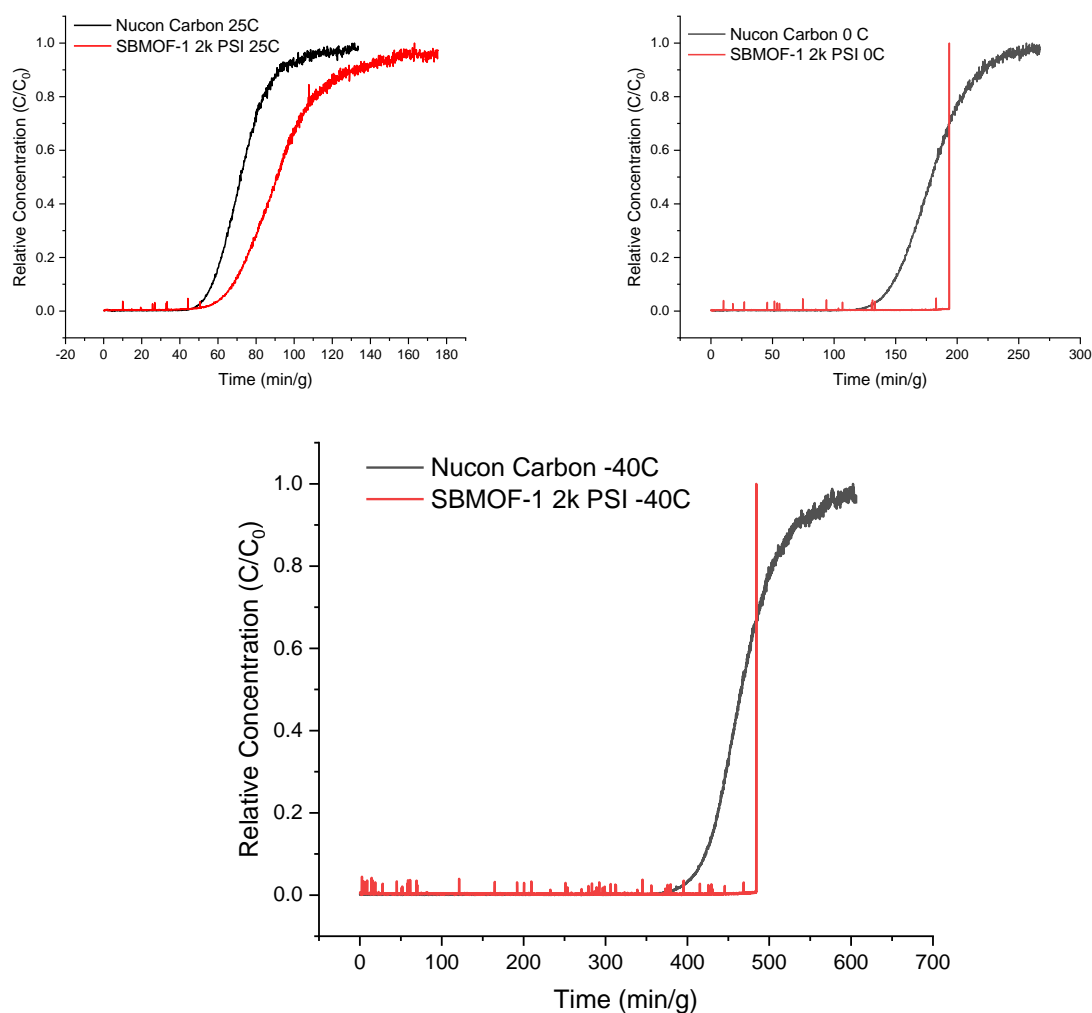 Nucon Carbon 25C
SBMOF-1 2k PSI 25C
1.0
0.8
0.6
0.4
0.2
0.0
Relative Concentration (C/C₀)
-20 0 20 40 60 80 100 120 140 160 180
Time (min/g)
Nucon Carbon 0 C
SBMOF-1 2k PSI 0C
1.0
0.8
0.6
0.4
0.2
0.0
Relative Concentration (C/C₀)
0 50 100 150 200 250 300
Time (min/g)
Nucon Carbon -40C
SBMOF-1 2k PSI -40C
1.0
0.8
0.6
0.4
0.2
0.0
Relative Concentration (C/C₀)
0 100 200 300 400 500 600 700
Time (min/g)